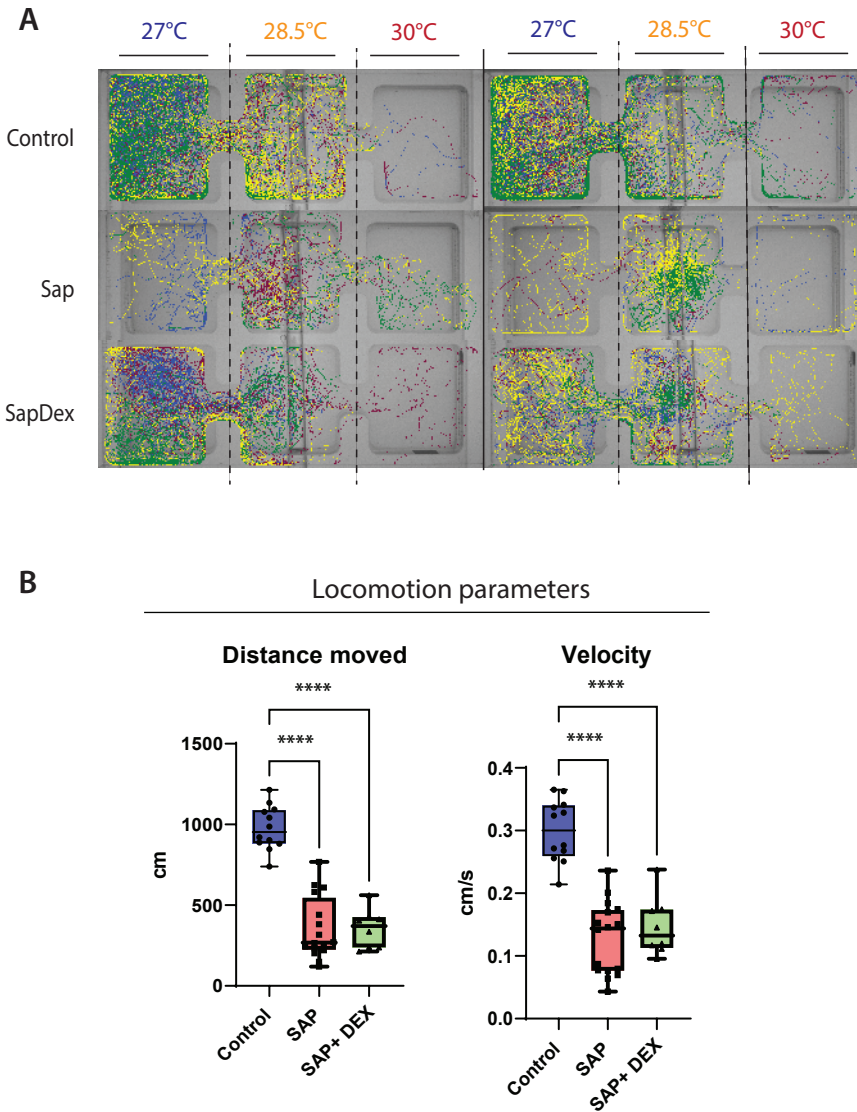 A
27°C 28.5°C 30°C 27°C 28.5°C 30°C
Control
Sap
SapDex
B
Locomotion parameters
Distance moved
****
****
1500
1000
500
0
cm
Control
SAP
SAP+ DEX
Velocity
****
****
0.4
0.3
0.2
0.1
0.0
cm/s
Control
SAP
SAP+ DEX